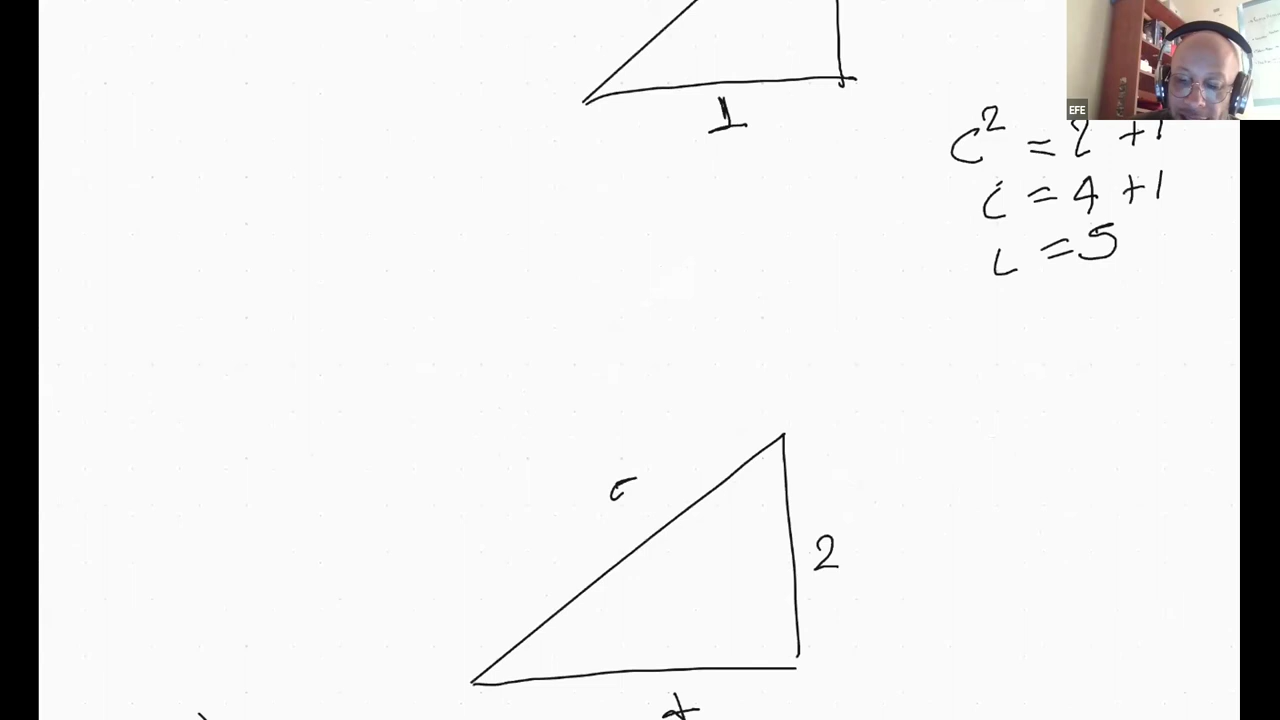 1
EFE
c² = 2 + 1
c = 4 + 1
c = 5
c
2